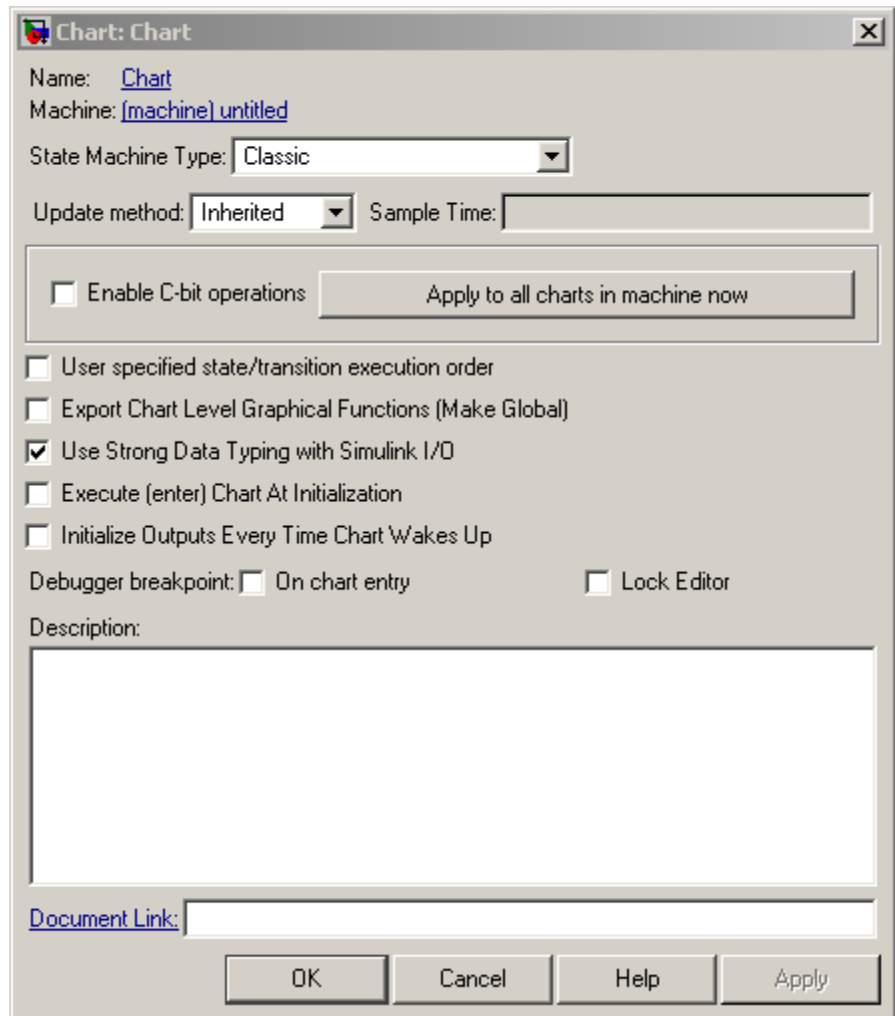 Chart: Chart
Name: Chart
Machine: (machine) untitled
State Machine Type: Classic
Update method: Inherited Sample Time:
Enable C-bit operations Apply to all charts in machine now
User specified state/transition execution order
Export Chart Level Graphical Functions (Make Global)
Use Strong Data Typing with Simulink I/O
Execute (enter) Chart At Initialization
Initialize Outputs Every Time Chart Wakes Up
Debugger breakpoint: On chart entry Lock Editor
Description:
Document Link:
OK Cancel Help Apply